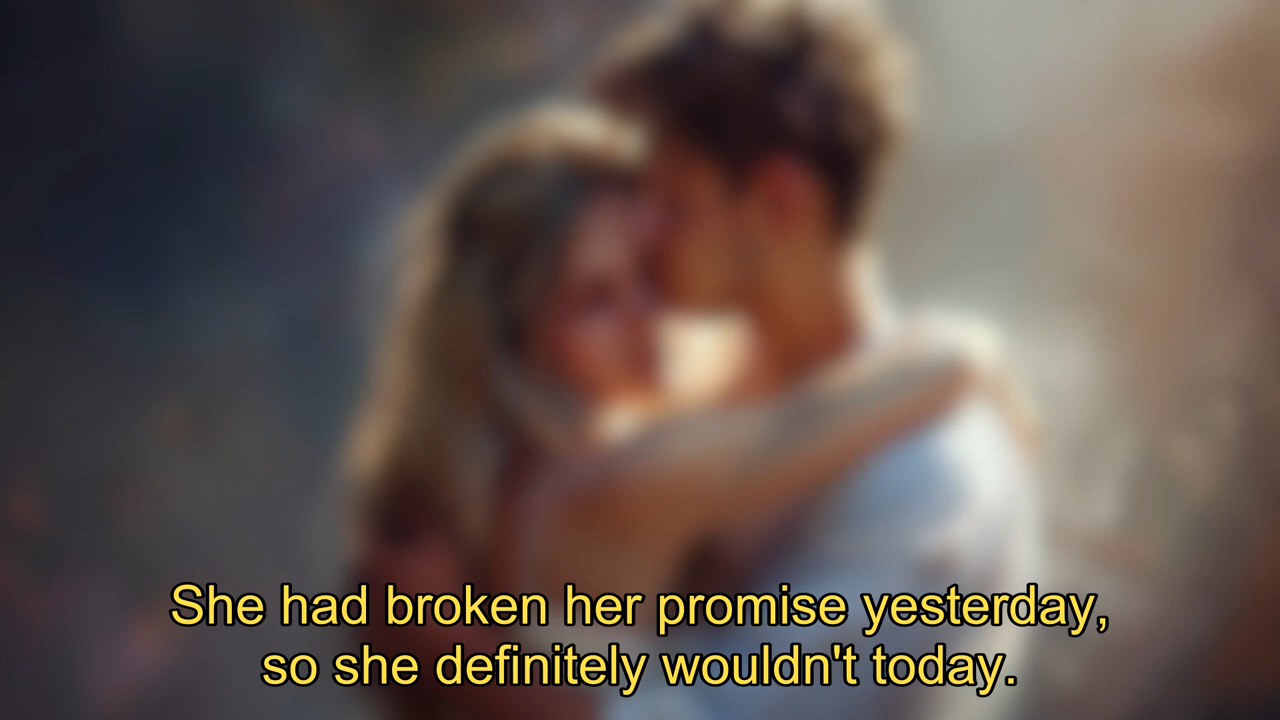 She had broken her promise yesterday,
so she definitely wouldn't today.